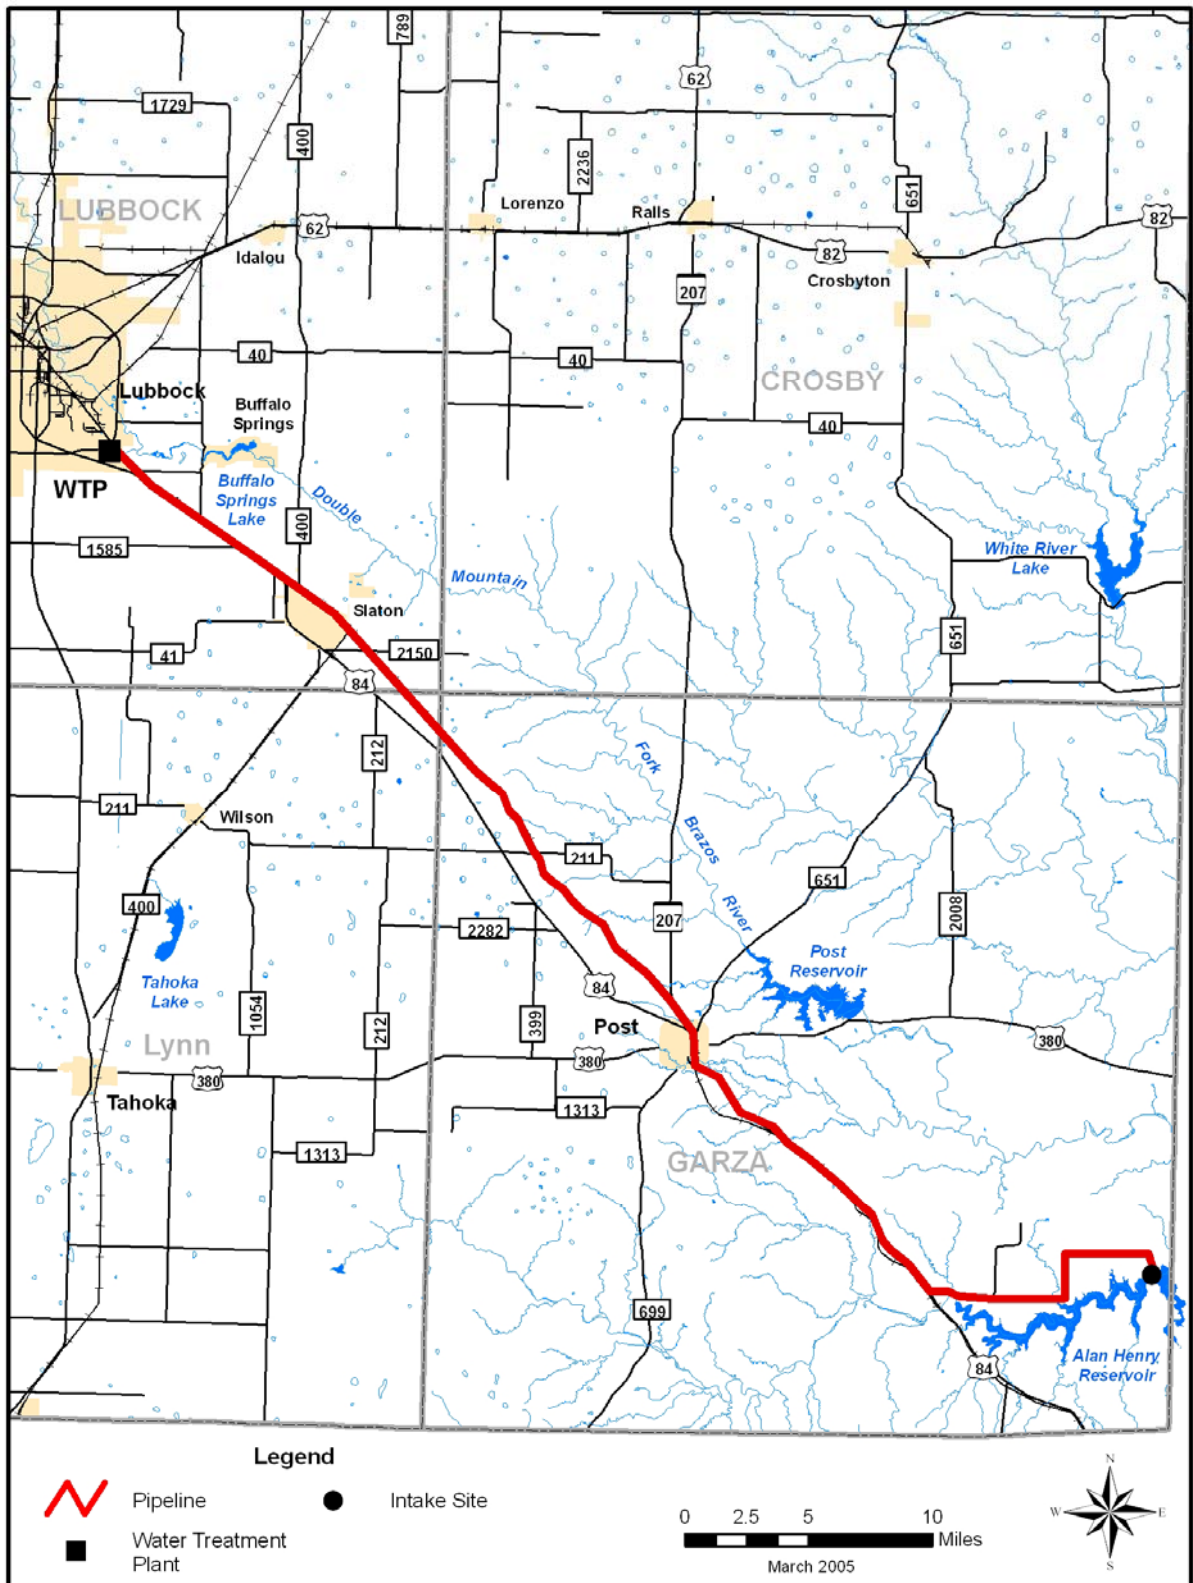 789
62
1729
400
2236
651
LUBBOCK
Lorenzo
Ralls
82
62
Idalou
82
Crosbyton
207
40
40
CROSBY
Lubbock
Buffalo
Springs
40
WTP
Buffalo
Springs
Lake
Double
400
1585
White River
Lake
Mountain
Slaton
651
41
2150
84
Fork
212
211
Wilson
Brazos
211
651
400
River
207
2008
2282
Post
Reservoir
Tahoka
Lake
84
1054
399
212
Post
Lynn
380
380
380
Tahoka
1313
1313
GARZA
699
Alan Henry
Reservoir
84
Legend
Pipeline
Intake Site
Water Treatment
Plant
0 2.5 5 10
Miles
March 2005
N
W E
S